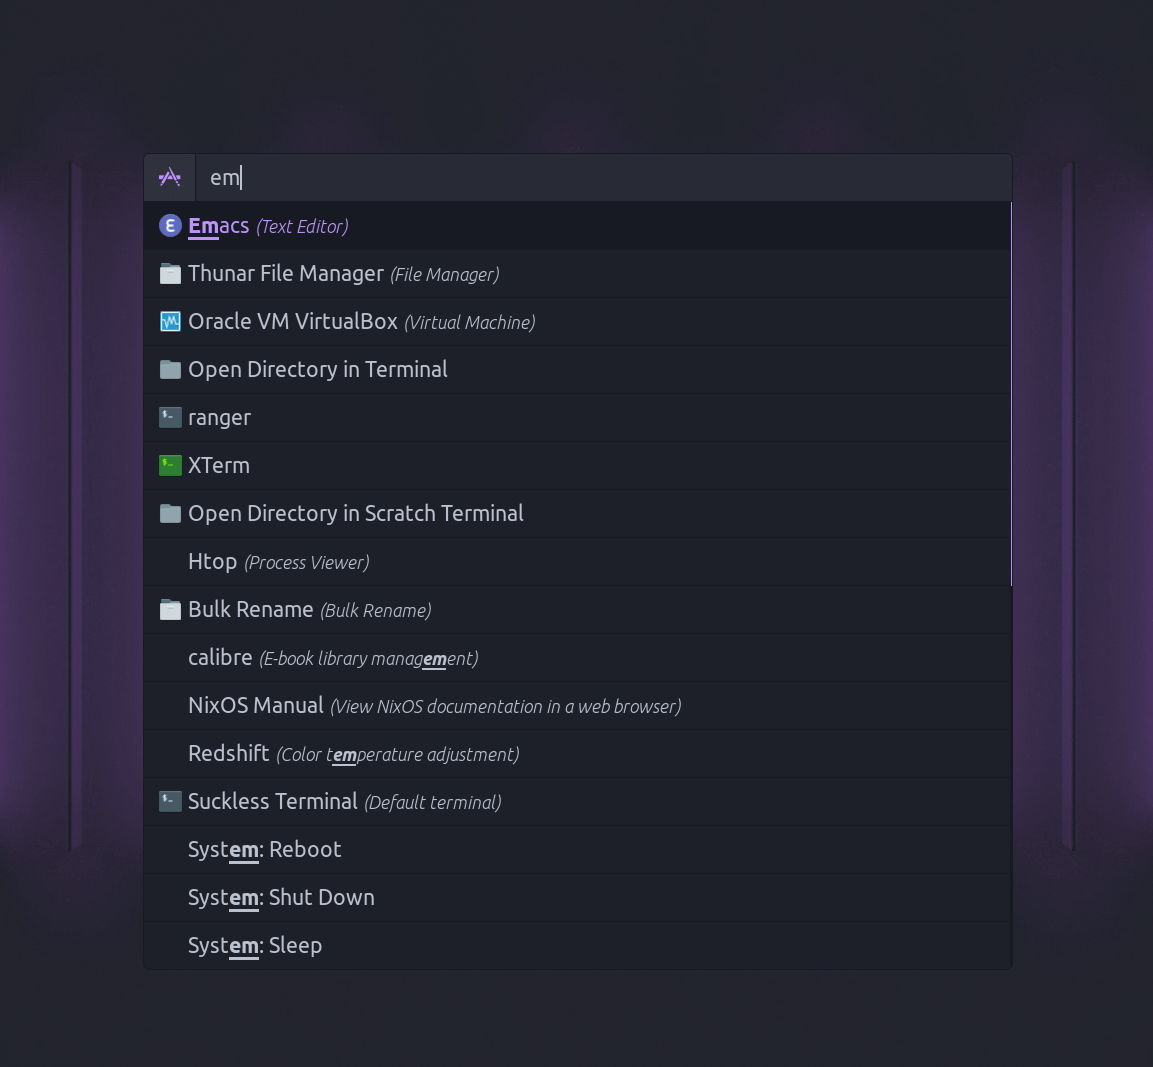 em
Emacs (Text Editor)
Thunar File Manager (File Manager)
Oracle VM VirtualBox (Virtual Machine)
Open Directory in Terminal
ranger
XTerm
Open Directory in Scratch Terminal
Htop (Process Viewer)
Bulk Rename (Bulk Rename)
calibre (E-book library management)
NixOS Manual (View NixOS documentation in a web browser)
Redshift (Color temperature adjustment)
Suckless Terminal (Default terminal)
System: Reboot
System: Shut Down
System: Sleep